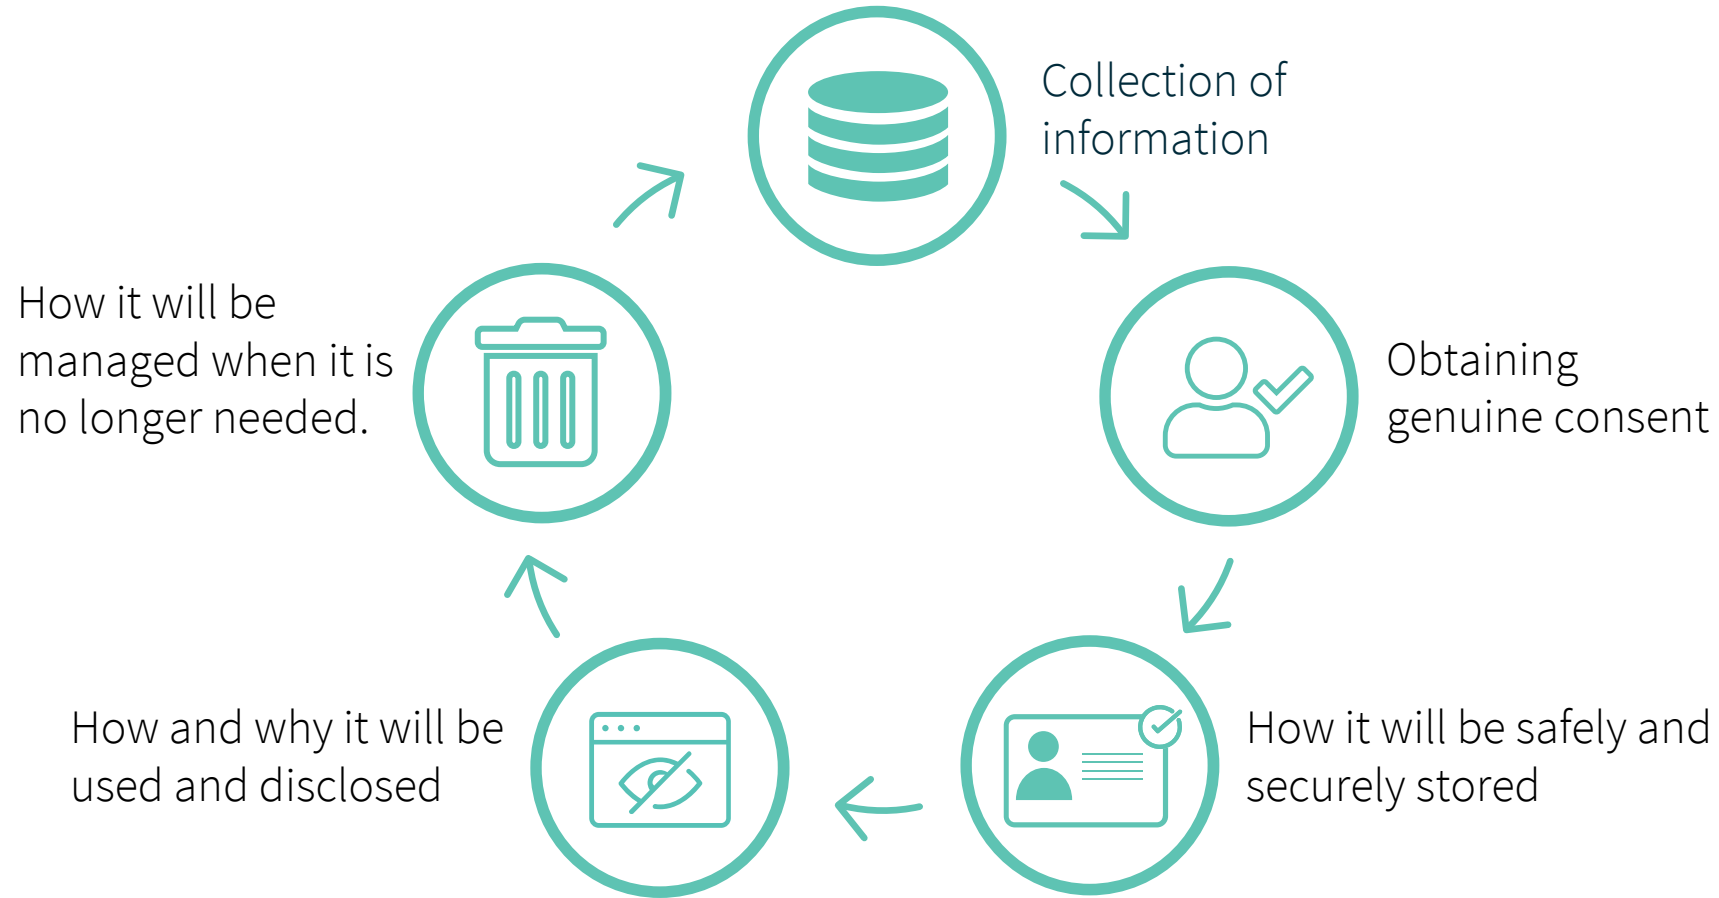 Collection of
information
Obtaining
genuine consent
How it will be safely and
securely stored
How and why it will be
used and disclosed
How it will be
managed when it is
no longer needed.